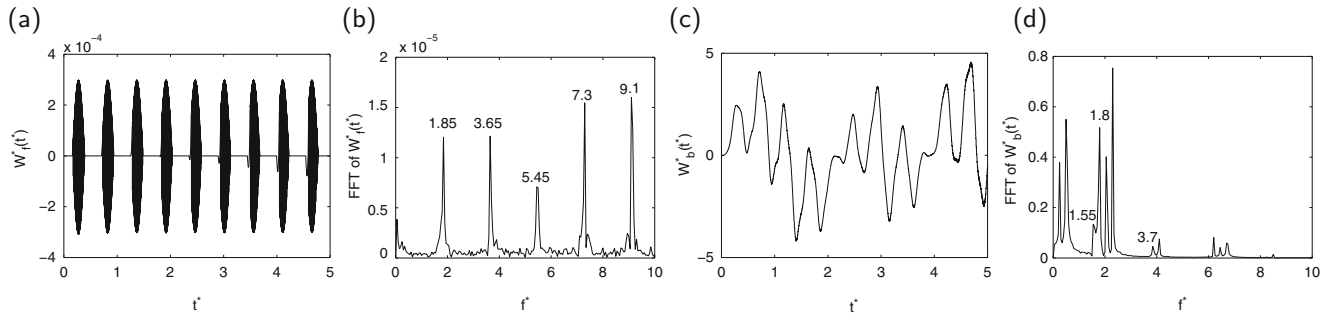 (a)
x 10⁻⁴
4
2
0
−2
−4
0 1 2 3 4 5
W*f(t*)
t*
(b)
x 10⁻⁵
2
1.5
1
0.5
0
0 2 4 6 8 10
FFT of W*f(t*)
1.85
3.65
5.45
7.3
9.1
f*
(c)
5
0
−5
0 1 2 3 4 5
W*b(t*)
t*
(d)
0.8
0.6
0.4
0.2
0
0 2 4 6 8 10
FFT of W*b(t*)
1.55
1.8
3.7
f*